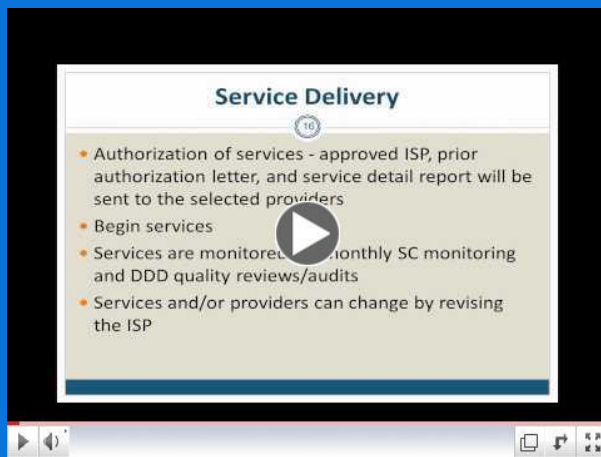 Service Delivery
16
• Authorization of services - approved ISP, prior
authorization letter, and service detail report will be
sent to the selected providers
• Begin services
• Services are monitored monthly SC monitoring
and DDD quality reviews/audits
• Services and/or providers can change by revising
the ISP